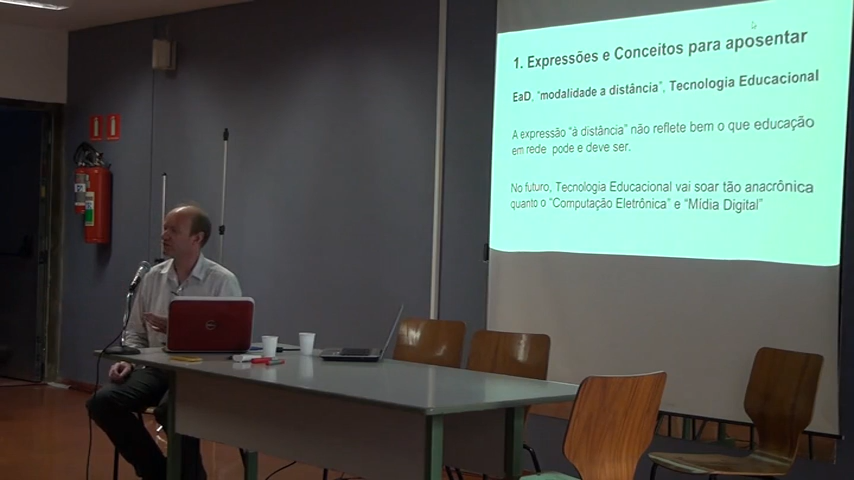 1. Expressões e Conceitos para aposentar
EaD, "modalidade a distância", Tecnologia Educacional
A expressão "à distância" não reflete bem o que educação
em rede pode e deve ser.
No futuro, Tecnologia Educacional vai soar tão anacrônica
quanto o "Computação Eletrônica" e "Mídia Digital"